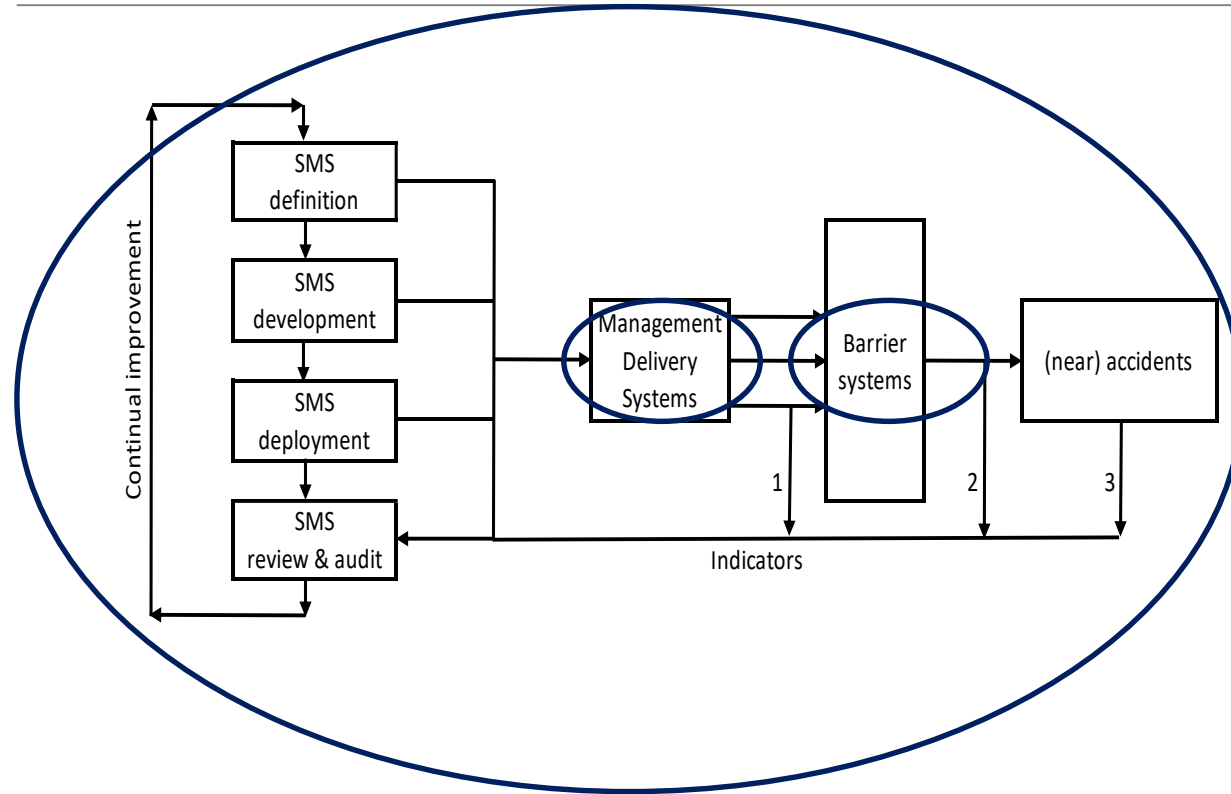 Continual improvement
SMS
definition
SMS
development
SMS
deployment
SMS
review & audit
Management
Delivery
Systems
Barrier
systems
(near) accidents
1
2
3
Indicators